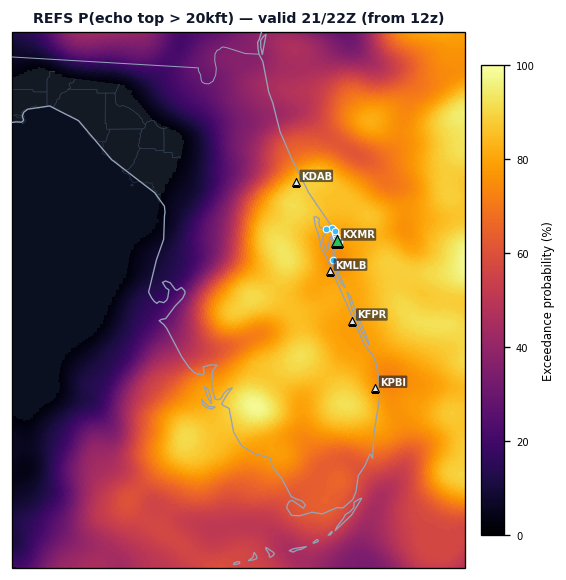 REFS P(echo top > 20kft) — valid 21/22Z (from 12z)
KDAB
KXMR
KMLB
KFPR
KPBI
100
80
60
40
20
0
Exceedance probability (%)